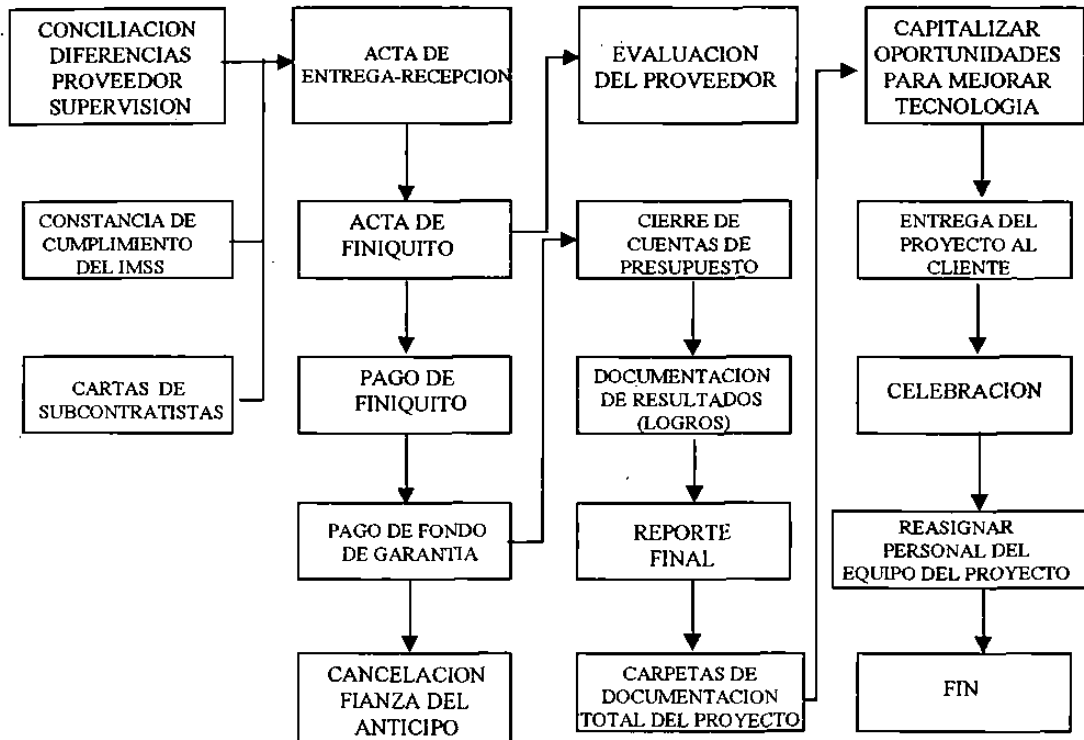 CONCILIACION
DIFERENCIAS
PROVEEDOR
SUPERVISION
CONSTANCIA DE
CUMPLIMIENTO
DEL IMSS
CARTAS DE
SUBCONTRATISTAS
ACTA DE
ENTREGA-RECEPCION
ACTA DE
FINIQUITO
PAGO DE
FINIQUITO
PAGO DE FONDO
DE GARANTIA
CANCELACION
FIANZA DEL
ANTICIPO
EVALUACION
DEL PROVEEDOR
CIERRE DE
CUENTAS DE
PRESUPUESTO
DOCUMENTACION
DE RESULTADOS
(LOGROS)
REPORTE
FINAL
CARPETAS DE
DOCUMENTACION
TOTAL DEL PROYECTO
CAPITALIZAR
OPORTUNIDADES
PARA MEJORAR
TECNOLOGIA
ENTREGA DEL
PROYECTO AL
CLIENTE
CELEBRACION
REASIGNAR
PERSONAL DEL
EQUIPO DEL PROYECTO
FIN